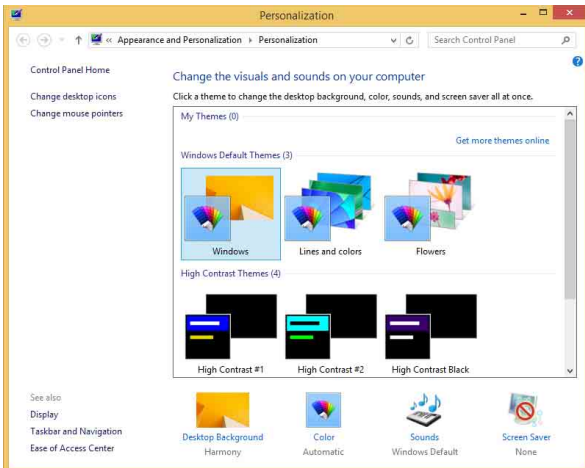 Personalization
« Appearance and Personalization Personalization
Search Control Panel
Control Panel Home
Change desktop icons
Change mouse pointers
Change the visuals and sounds on your computer
Click a theme to change the desktop background, color, sounds, and screen saver all at once.
My Themes (0)
Get more themes online
Windows Default Themes (3)
Windows
Lines and colors
Flowers
High Contrast Themes (4)
High Contrast #1
High Contrast #2
High Contrast Black
See also
Display
Taskbar and Navigation
Ease of Access Center
Desktop Background
Harmony
Color
Automatic
Sounds
Windows Default
Screen Saver
None